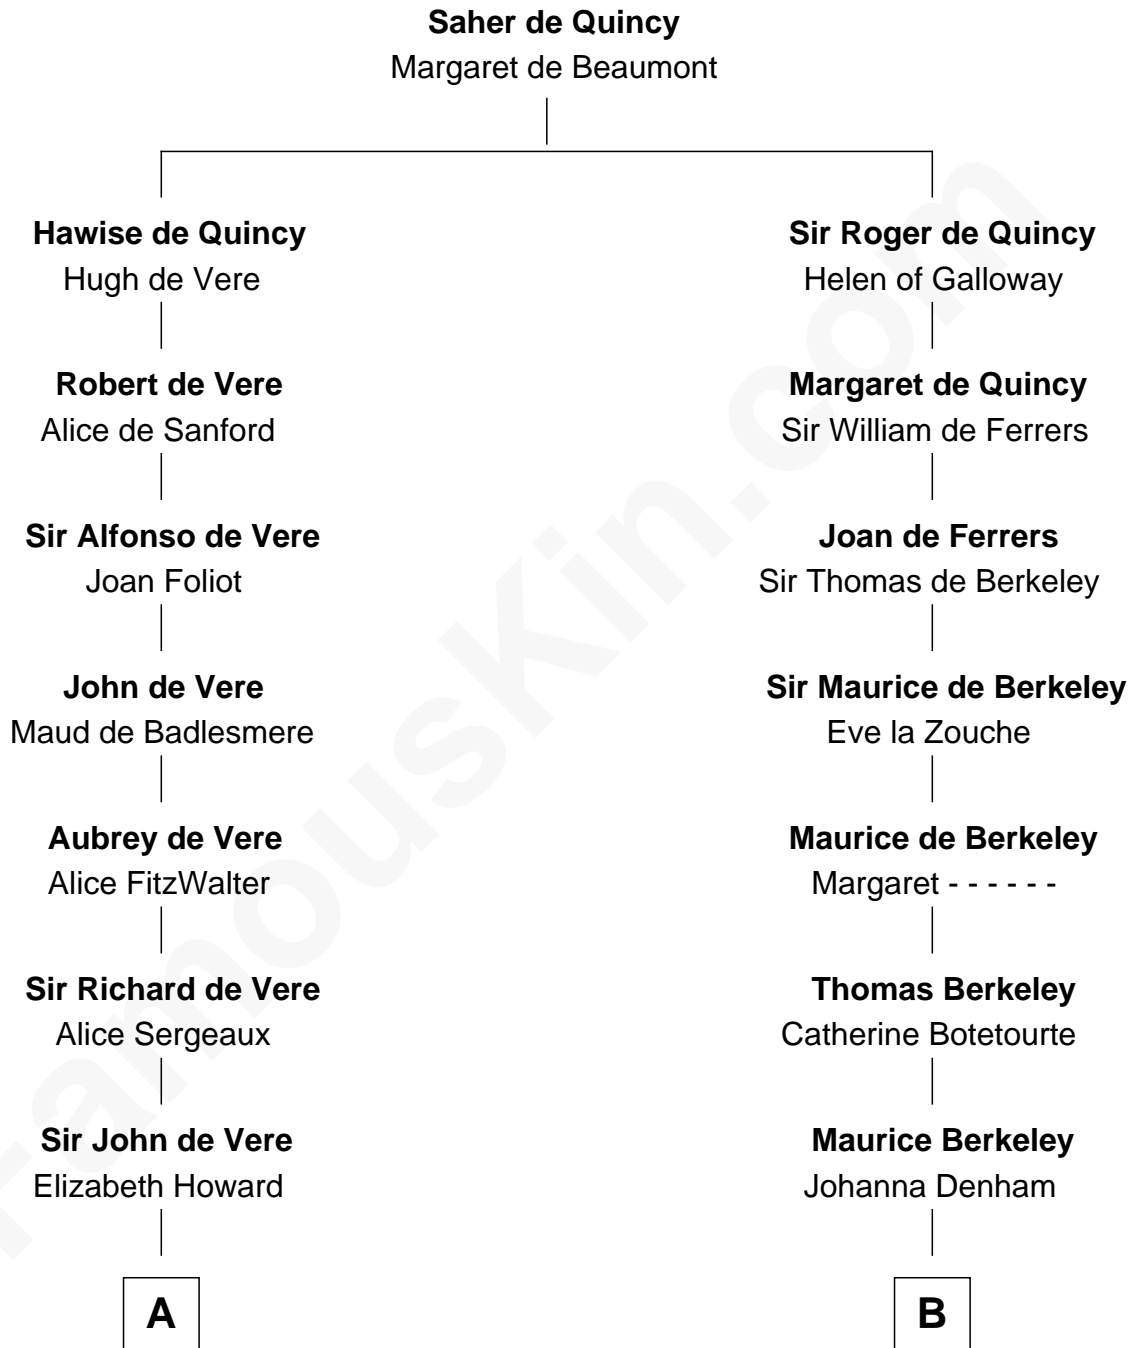 Saher de Quincy
Margaret de Beaumont
Hawise de Quincy
Hugh de Vere
Sir Roger de Quincy
Helen of Galloway
Robert de Vere
Alice de Sanford
Margaret de Quincy
Sir William de Ferrers
Sir Alfonso de Vere
Joan Foliot
Joan de Ferrers
Sir Thomas de Berkeley
John de Vere
Maud de Badlesmere
Sir Maurice de Berkeley
Eve la Zouche
Aubrey de Vere
Alice FitzWalter
Maurice de Berkeley
Margaret - - - - - -
Sir Richard de Vere
Alice Sergeaux
Thomas Berkeley
Catherine Botetourte
Sir John de Vere
Elizabeth Howard
Maurice Berkeley
Johanna Denham
A
B
FamousKin.com